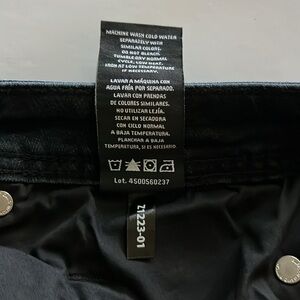 MACHINE WASH COLD WATER
SEPARATELY WITH
SIMILAR COLORS.
DO NOT BLEACH.
TUMBLE DRY NORMAL
CYCLE, LOW HEAT.
IRON AT LOW TEMPERATURE
IF NECESSARY.
LAVAR A MÁQUINA CON
AGUA FRÍA POR SEPARADO.
LAVAR CON PRENDAS
DE COLORES SIMILARES.
NO UTILIZAR LEJÍA.
SECAR EN SECADORA
CON CICLO NORMAL
A BAJA TEMPERATURA.
PLANCHAR A BAJA
TEMPERATURA, SI ES NECESARIO.
Lot. 4500560237
Z1223-01